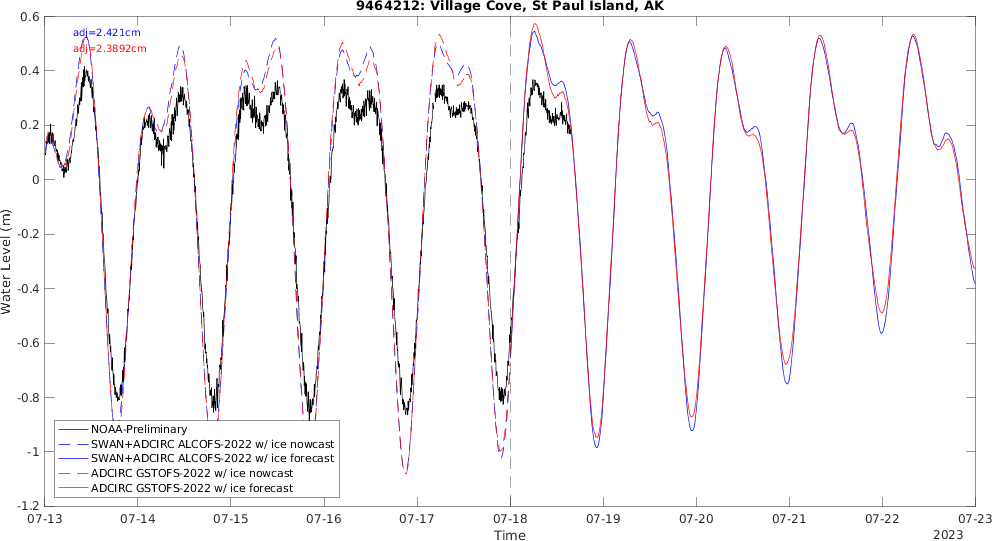 9464212: Village Cove, St Paul Island, AK
adj=2.421cm
adj=2.3892cm
Water Level (m)
0.6
0.4
0.2
0
-0.2
-0.4
-0.6
-0.8
-1
-1.2
NOAA-Preliminary
SWAN+ADCIRC ALCOFS-2022 w/ ice nowcast
SWAN+ADCIRC ALCOFS-2022 w/ ice forecast
ADCIRC GSTOFS-2022 w/ ice nowcast
ADCIRC GSTOFS-2022 w/ ice forecast
07-13 07-14 07-15 07-16 07-17 07-18 07-19 07-20 07-21 07-22 07-23
Time
2023